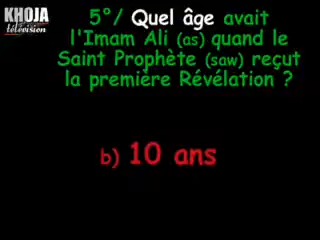 KHOJA
télévision
5°/ Quel âge avait
l'Imam Ali (as) quand le
Saint Prophète (saw) reçut
la première Révélation ?
b) 10 ans